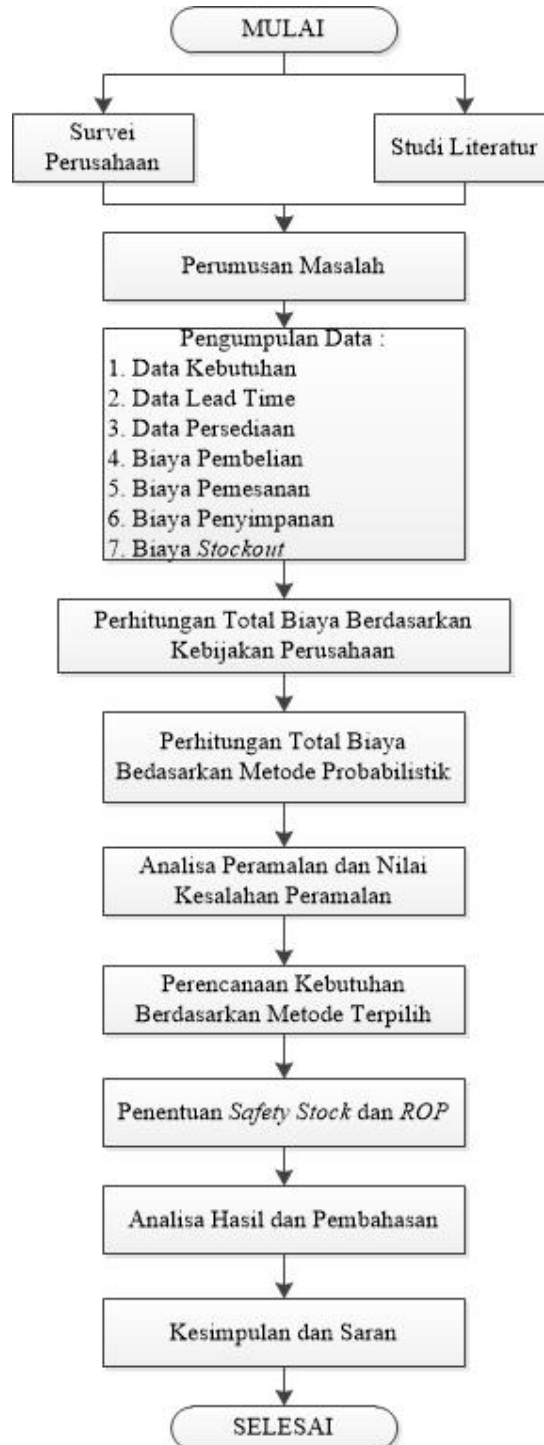 MULAI
Survei
Perusahaan
Studi Literatur
Perumusan Masalah
Pengumpulan Data :
1. Data Kebutuhan
2. Data Lead Time
3. Data Persediaan
4. Biaya Pembelian
5. Biaya Pemesanan
6. Biaya Penyimpanan
7. Biaya Stockout
Perhitungan Total Biaya Berdasarkan
Kebijakan Perusahaan
Perhitungan Total Biaya
Bedasarkan Metode Probabilistik
Analisa Peramalan dan Nilai
Kesalahan Peramalan
Perencanaan Kebutuhan
Berdasarkan Metode Terpilih
Penentuan Safety Stock dan ROP
Analisa Hasil dan Pembahasan
Kesimpulan dan Saran
SELESAI